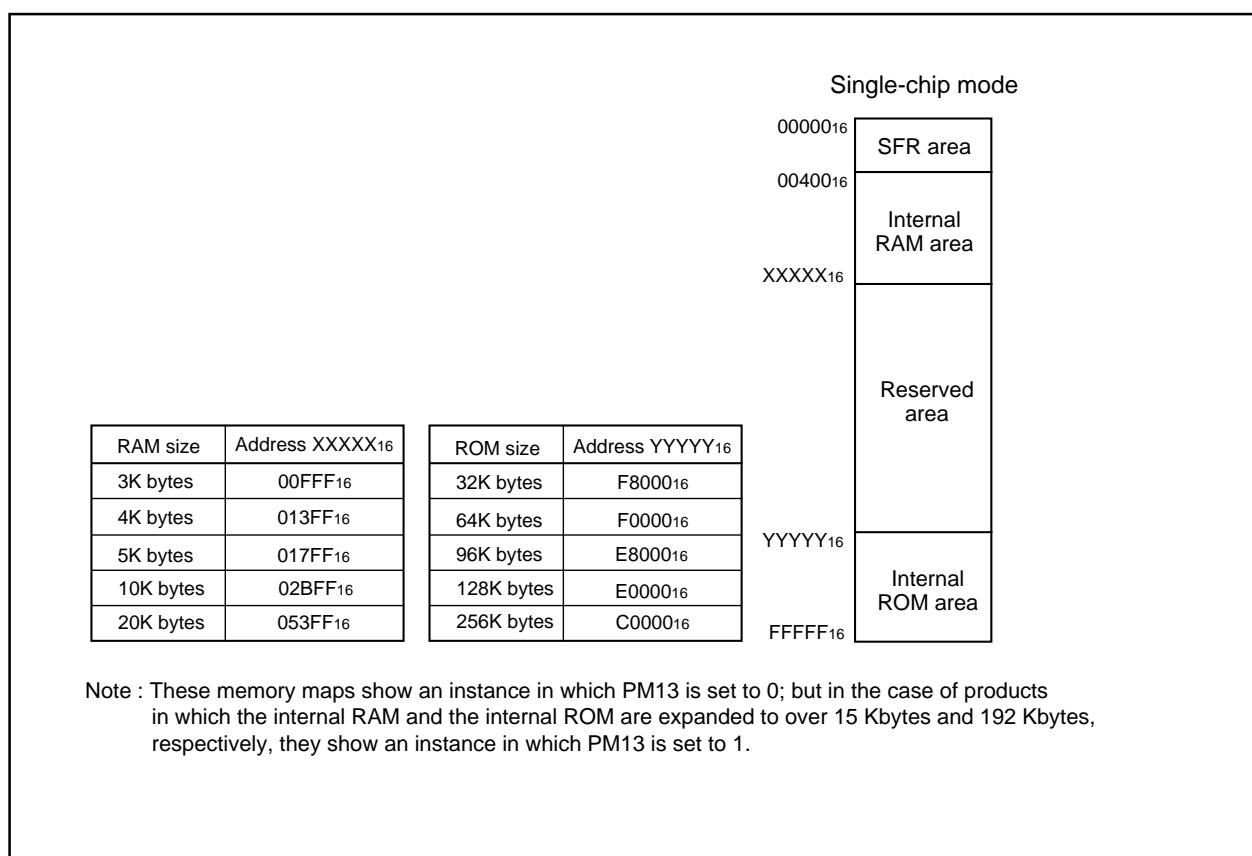 Single-chip mode
0000016
SFR area
0040016
Internal
RAM area
XXXXX16
Reserved
area
YYYYY16
Internal
ROM area
FFFFF16
RAM size Address XXXXX16
3K bytes 00FFF16
4K bytes 013FF16
5K bytes 017FF16
10K bytes 02BFF16
20K bytes 053FF16
ROM size Address YYYYY16
32K bytes F800016
64K bytes F000016
96K bytes E800016
128K bytes E000016
256K bytes C000016
Note : These memory maps show an instance in which PM13 is set to 0; but in the case of products
in which the internal RAM and the internal ROM are expanded to over 15 Kbytes and 192 Kbytes,
respectively, they show an instance in which PM13 is set to 1.